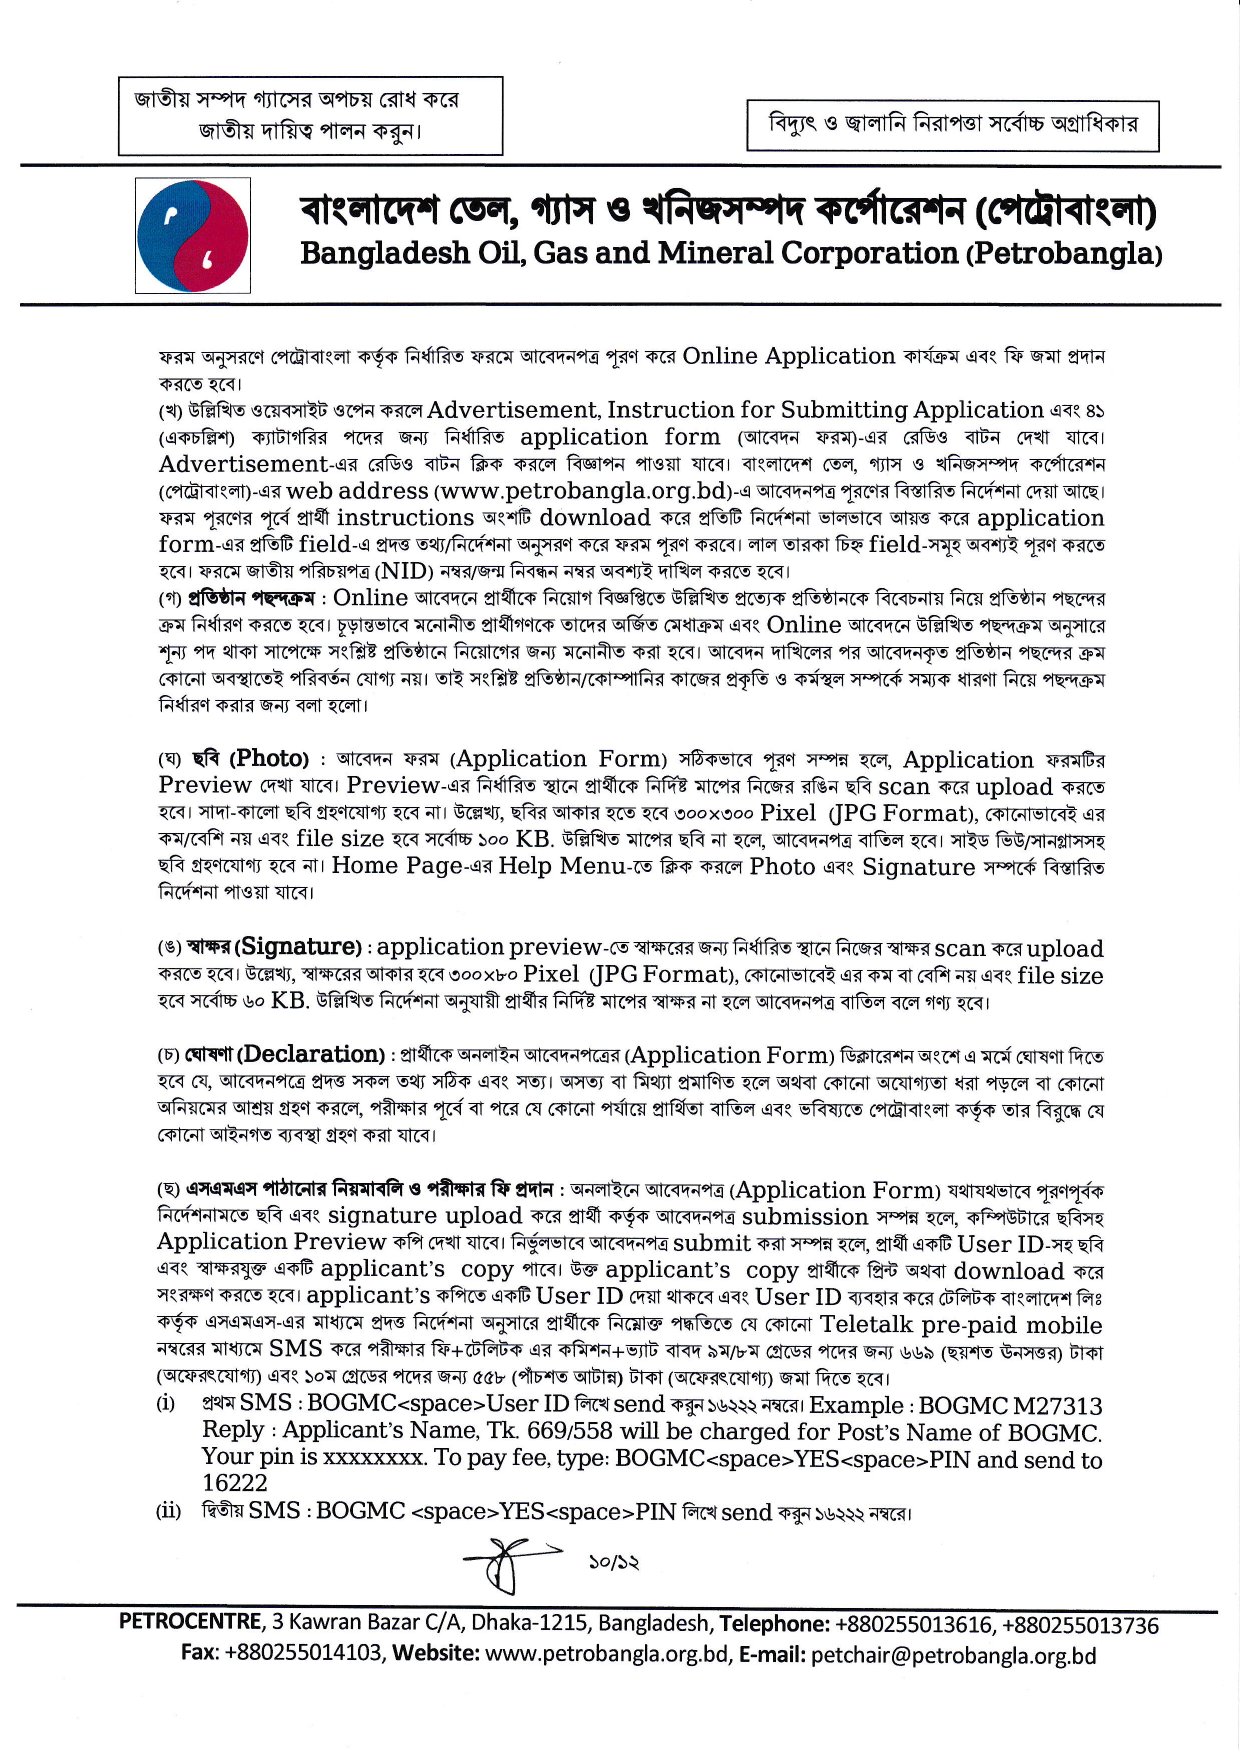 জাতীয় সম্পদ গ্যাসের অপচয় রোধ করে
জাতীয় দায়িত্ব পালন করুন।
বিদ্যুৎ ও জ্বালানি নিরাপত্তা সর্বোচ্চ অগ্রাধিকার
বাংলাদেশ তেল, গ্যাস ও খনিজসম্পদ কর্পোরেশন (পেট্রোবাংলা)
Bangladesh Oil, Gas and Mineral Corporation (Petrobangla)
ফরম অনুসরণে পেট্রোবাংলা কর্তৃক নির্ধারিত ফরমে আবেদনপত্র পূরণ করে Online Application কার্যক্রম এবং ফি জমা প্রদান
করতে হবে।
(খ) উল্লিখিত ওয়েবসাইট ওপেন করলে Advertisement, Instruction for Submitting Application এবং ৪১
(একচল্লিশ) ক্যাটাগরির পদের জন্য নির্ধারিত application form (আবেদন ফরম)-এর রেডিও বাটন দেখা যাবে।
Advertisement-এর রেডিও বাটন ক্লিক করলে বিজ্ঞাপন পাওয়া যাবে। বাংলাদেশ তেল, গ্যাস ও খনিজসম্পদ কর্পোরেশন
(পেট্রোবাংলা)-এর web address (www.petrobangla.org.bd)-এ আবেদনপত্র পূরণের বিস্তারিত নির্দেশনা দেয়া আছে।
ফরম পূরণের পূর্বে প্রার্থী instructions অংশটি download করে প্রতিটি নির্দেশনা ভালভাবে আয়ত্ত করে application
form-এর প্রতিটি field-এ প্রদত্ত তথ্য/নির্দেশনা অনুসরণ করে ফরম পূরণ করবে। লাল তারকা চিহ্ন field-সমূহ অবশ্যই পূরণ করতে
হবে। ফরমে জাতীয় পরিচয়পত্র (NID) নম্বর/জন্ম নিবন্ধন নম্বর অবশ্যই দাখিল করতে হবে।
(গ) প্রতিষ্ঠান পছন্দক্রম : Online আবেদনে প্রার্থীকে নিয়োগ বিজ্ঞপ্তিতে উল্লিখিত প্রত্যেক প্রতিষ্ঠানকে বিবেচনায় নিয়ে প্রতিষ্ঠান পছন্দের
ক্রম নির্ধারণ করতে হবে। চূড়ান্তভাবে মনোনীত প্রার্থীগণকে তাদের অর্জিত মেধাক্রম এবং Online আবেদনে উল্লিখিত পছন্দক্রম অনুসারে
শূন্য পদ থাকা সাপেক্ষে সংশ্লিষ্ট প্রতিষ্ঠানে নিয়োগের জন্য মনোনীত করা হবে। আবেদন দাখিলের পর আবেদনকৃত প্রতিষ্ঠান পছন্দের ক্রম
কোনো অবস্থাতেই পরিবর্তন যোগ্য নয়। তাই সংশ্লিষ্ট প্রতিষ্ঠান/কোম্পানির কাজের প্রকৃতি ও কর্মস্থল সম্পর্কে সম্যক ধারণা নিয়ে পছন্দক্রম
নির্ধারণ করার জন্য বলা হলো।
(ঘ) ছবি (Photo) : আবেদন ফরম (Application Form) সঠিকভাবে পূরণ সম্পন্ন হলে, Application ফরমটির
Preview দেখা যাবে। Preview-এর নির্ধারিত স্থানে প্রার্থীকে নির্দিষ্ট মাপের নিজের রঙিন ছবি scan করে upload করতে
হবে। সাদা-কালো ছবি গ্রহণযোগ্য হবে না। উল্লেখ্য, ছবির আকার হতে হবে ৩০০x৩০০ Pixel (JPG Format), কোনোভাবেই এর
কম/বেশি নয় এবং file size হবে সর্বোচ্চ ১০০ KB. উল্লিখিত মাপের ছবি না হলে, আবেদনপত্র বাতিল হবে। সাইড ভিউ/সানগ্লাসসহ
ছবি গ্রহণযোগ্য হবে না। Home Page-এর Help Menu-তে ক্লিক করলে Photo এবং Signature সম্পর্কে বিস্তারিত
নির্দেশনা পাওয়া যাবে।
(ঙ) স্বাক্ষর (Signature) : application preview-তে স্বাক্ষরের জন্য নির্ধারিত স্থানে নিজের স্বাক্ষর scan করে upload
করতে হবে। উল্লেখ্য, স্বাক্ষরের আকার হবে ৩০০x৮০ Pixel (JPG Format), কোনোভাবেই এর কম বা বেশি নয় এবং file size
হবে সর্বোচ্চ ৬০ KB. উল্লিখিত নির্দেশনা অনুযায়ী প্রার্থীর নির্দিষ্ট মাপের স্বাক্ষর না হলে আবেদনপত্র বাতিল বলে গণ্য হবে।
(চ) ঘোষণা (Declaration) : প্রার্থীকে অনলাইন আবেদনপত্রের (Application Form) ডিক্লারেশন অংশে এ মর্মে ঘোষণা দিতে
হবে যে, আবেদনপত্রে প্রদত্ত সকল তথ্য সঠিক এবং সত্য। অসত্য বা মিথ্যা প্রমাণিত হলে অথবা কোনো অযোগ্যতা ধরা পড়লে বা কোনো
অনিয়মের আশ্রয় গ্রহণ করলে, পরীক্ষার পূর্বে বা পরে যে কোনো পর্যায়ে প্রার্থিতা বাতিল এবং ভবিষ্যতে পেট্রোবাংলা কর্তৃক তার বিরুদ্ধে যে
কোনো আইনগত ব্যবস্থা গ্রহণ করা যাবে।
(ছ) এসএমএস পাঠানোর নিয়মাবলি ও পরীক্ষার ফি প্রদান : অনলাইনে আবেদনপত্র (Application Form) যথাযথভাবে পূরণপূর্বক
নির্দেশনামতে ছবি এবং signature upload করে প্রার্থী কর্তৃক আবেদনপত্র submission সম্পন্ন হলে, কম্পিউটারে ছবিসহ
Application Preview কপি দেখা যাবে। নির্ভুলভাবে আবেদনপত্র submit করা সম্পন্ন হলে, প্রার্থী একটি User ID-সহ ছবি
এবং স্বাক্ষরযুক্ত একটি applicant's copy পাবে। উক্ত applicant's copy প্রার্থীকে প্রিন্ট অথবা download করে
সংরক্ষণ করতে হবে। applicant's কপিতে একটি User ID দেয়া থাকবে এবং User ID ব্যবহার করে টেলিটক বাংলাদেশ লিঃ
কর্তৃক এসএমএস-এর মাধ্যমে প্রদত্ত নির্দেশনা অনুসারে প্রার্থীকে নিম্নোক্ত পদ্ধতিতে যে কোনো Teletalk pre-paid mobile
নম্বরের মাধ্যমে SMS করে পরীক্ষার ফি+টেলিটক এর কমিশন+ভ্যাট বাবদ ৯ম/৮ম গ্রেডের পদের জন্য ৬৬৯ (ছয়শত উনসত্তর) টাকা
(অফেরৎযোগ্য) এবং ১০ম গ্রেডের পদের জন্য ৫৫৮ (পাঁচশত আটান্ন) টাকা (অফেরৎযোগ্য) জমা দিতে হবে।
(i) প্রথম SMS : BOGMC<space>User ID লিখে send করুন ১৬২২২ নম্বরে। Example : BOGMC M27313
Reply : Applicant's Name, Tk. 669/558 will be charged for Post's Name of BOGMC.
Your pin is xxxxxxxx. To pay fee, type: BOGMC<space>YES<space>PIN and send to
16222
(ii) দ্বিতীয় SMS : BOGMC <space>YES<space>PIN লিখে send করুন ১৬২২২ নম্বরে।
১০/১২
PETROCENTRE, 3 Kawran Bazar C/A, Dhaka-1215, Bangladesh, Telephone: +880255013616, +880255013736
Fax: +880255014103, Website: www.petrobangla.org.bd, E-mail: petchair@petrobangla.org.bd